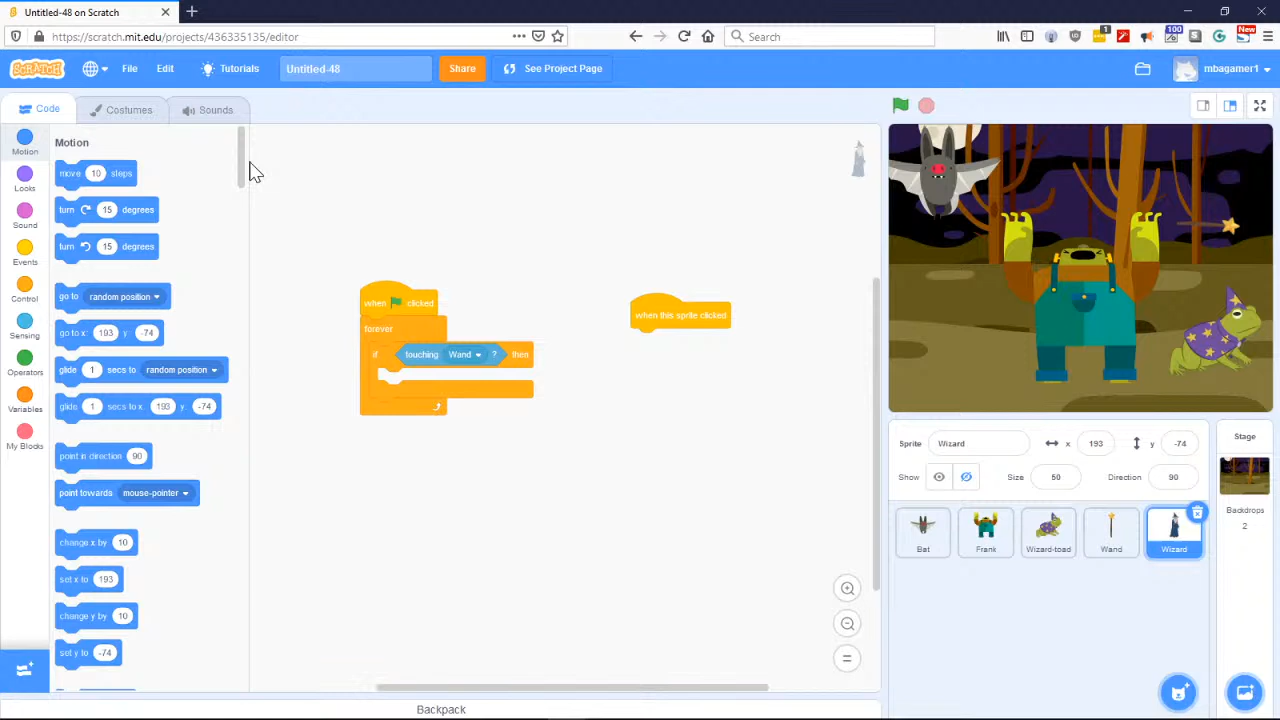 Untitled-48 on Scratch
https://scratch.mit.edu/projects/436335135/editor
Search
1
100
New
SCRATCH
File
Edit
Tutorials
Untitled-48
Share
See Project Page
mbagamer1
Code
Costumes
Sounds
Motion
Looks
Sound
Events
Control
Sensing
Operators
Variables
My Blocks
Motion
move 10 steps
turn 15 degrees
turn 15 degrees
go to random position
go to x: 193 y: -74
glide 1 secs to random position
glide 1 secs to x: 193 y: -74
point in direction 90
point towards mouse-pointer
change x by 10
set x to 193
change y by 10
set y to -74
when clicked
forever
if touching Wand ? then
when this sprite clicked
Sprite Wizard x 193 y -74
Show Size 50 Direction 90
Bat
Frank
Wizard-toad
Wand
Wizard
Stage
Backdrops
2
Backpack